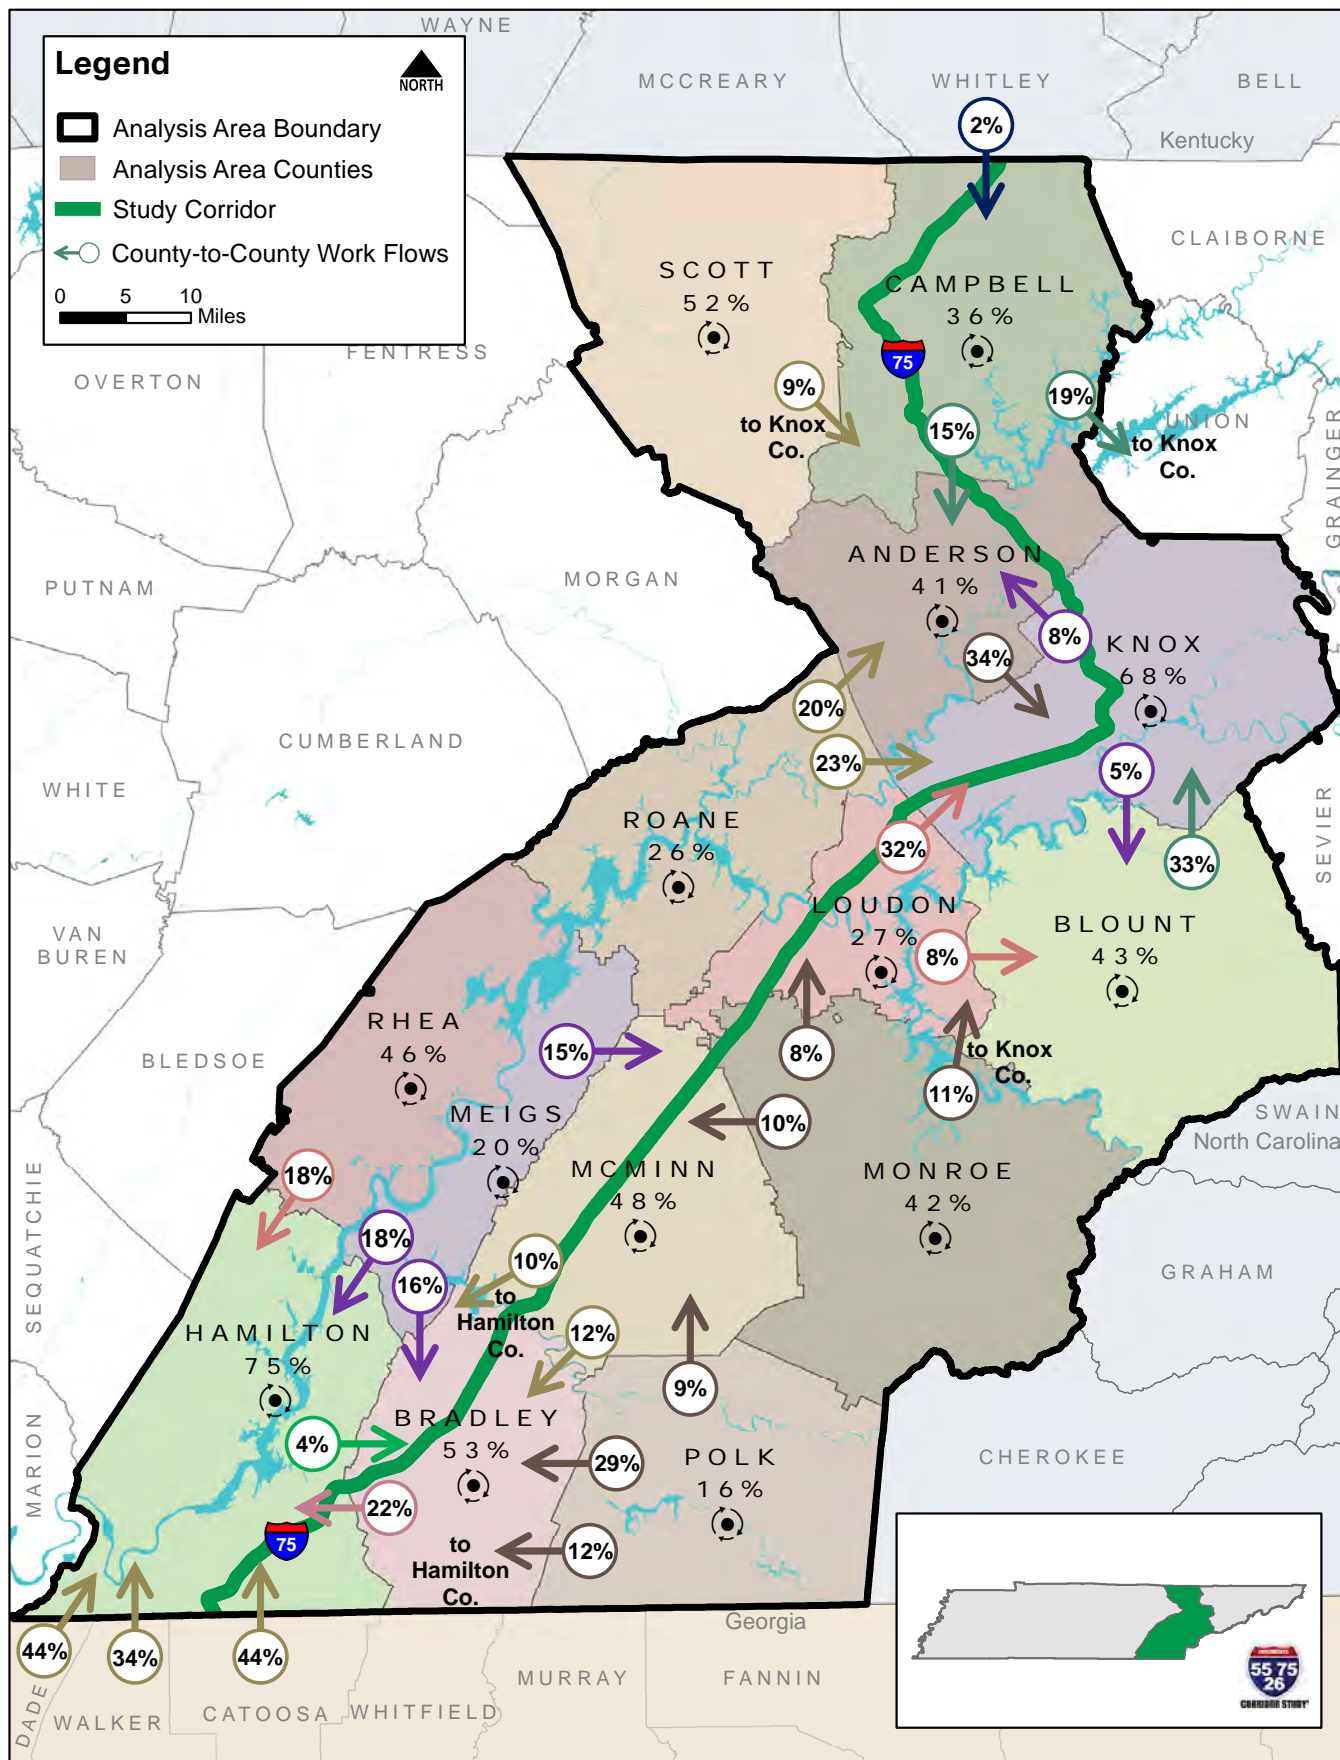 WAYNE
Legend
NORTH
Analysis Area Boundary
Analysis Area Counties
Study Corridor
County-to-County Work Flows
0 5 10
Miles
MCCREARY
WHITLEY
BELL
2%
Kentucky
CLAIBORNE
SCOTT
52%
CAMPBELL
36%
75
FENTRESS
OVERTON
9%
to Knox
Co.
15%
19%
to Knox
Co.
UNION
GRAINGER
ANDERSON
41%
MORGAN
PUTNAM
8%
34%
KNOX
68%
20%
23%
5%
CUMBERLAND
WHITE
ROANE
26%
32%
33%
SEVIER
LOUDON
27%
8%
BLOUNT
43%
VAN
BUREN
RHEA
46%
15%
8%
to Knox
Co.
11%
BLEDSOE
MEIGS
20%
10%
SWAIN
North Carolina
MCMINN
48%
MONROE
42%
18%
SEQUATCHIE
18%
16%
10%
to
Hamilton
Co.
GRAHAM
HAMILTON
75%
12%
9%
MARION
4%
BRADLEY
53%
29%
POLK
16%
CHEROKEE
22%
75
to
Hamilton
Co.
12%
44%
34%
44%
Georgia
MURRAY
FANNIN
DADE
WALKER
CATOOSA
WHITFIELD
INTERSTATE
55 75
26
CORRIDOR STUDY